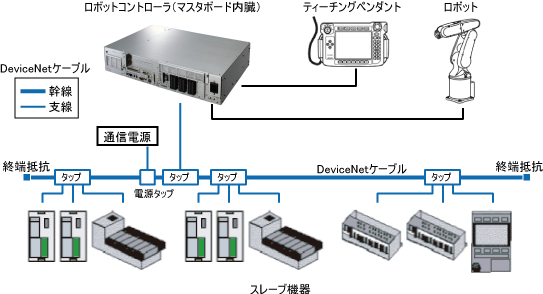 ロボットコントローラ(マスタボード内臓)
ティーチングペンダント
ロボット
DeviceNetケーブル
幹線
支線
通信電源
終端抵抗
DeviceNetケーブル
終端抵抗
タップ
タップ
タップ
タップ
電源タップ
スレーブ機器